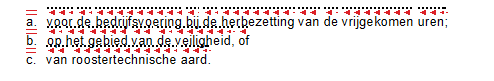 a. voor de bedrijfsvoering bij de herbezetting van de vrijgekomen uren;
b. op het gebied van de veiligheid, of
c. van roostertechnische aard.